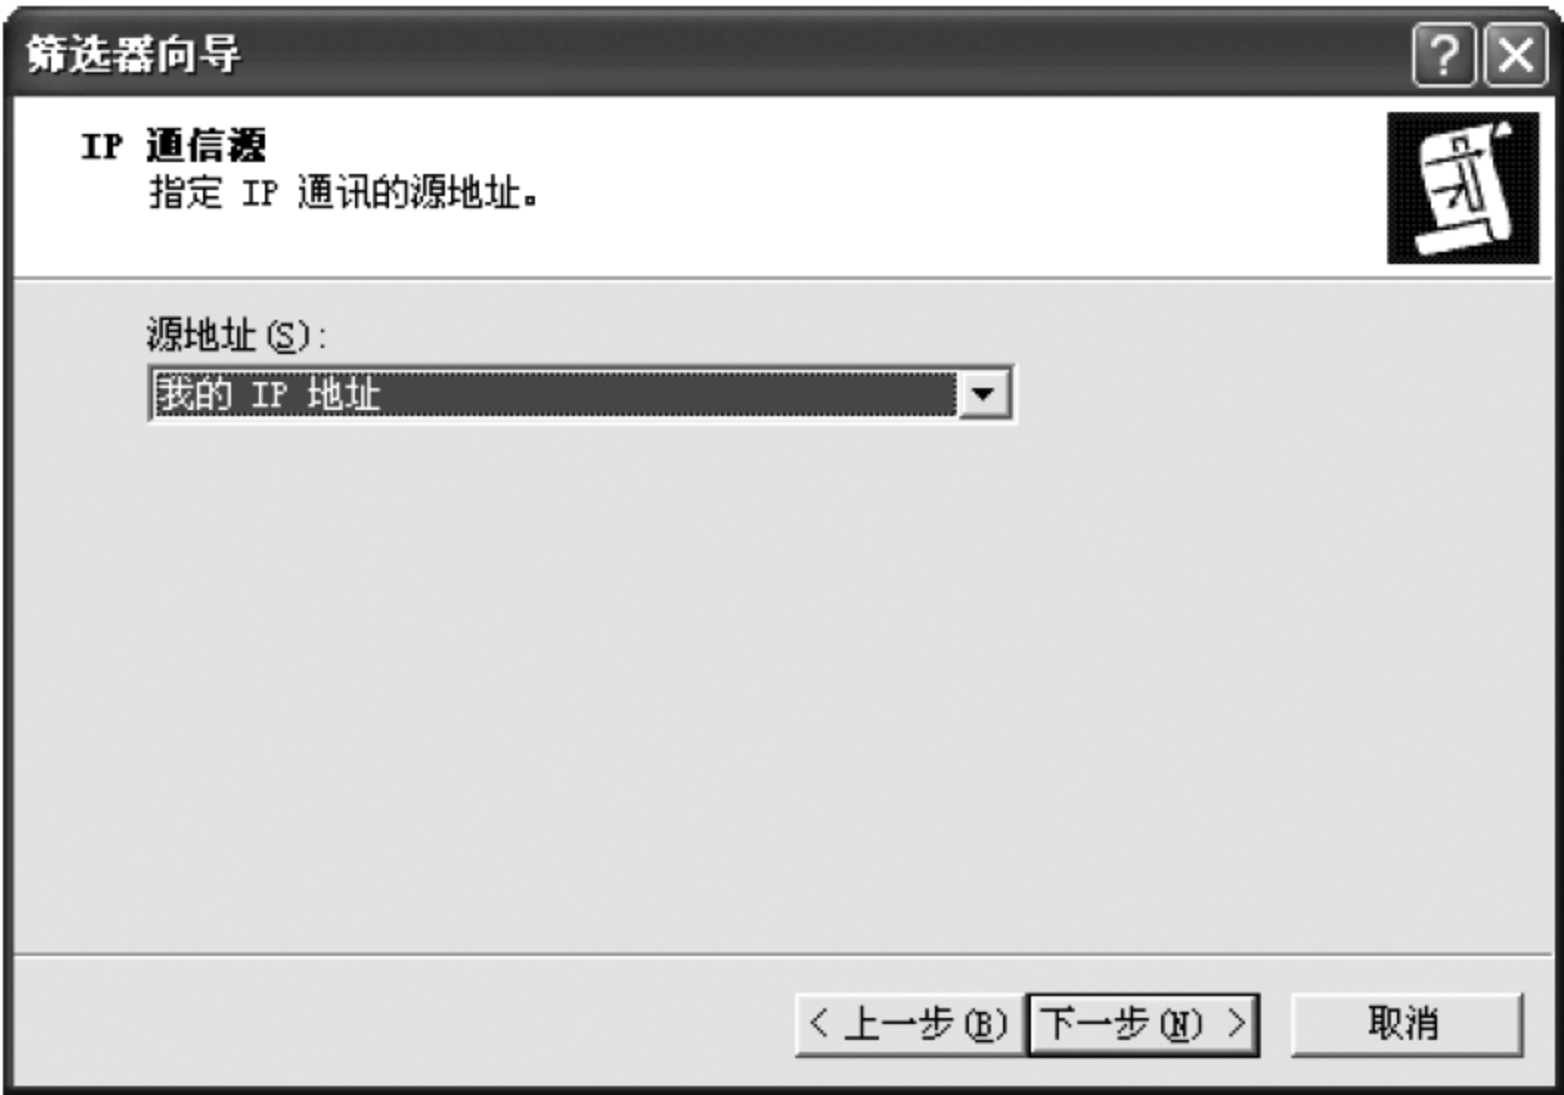 筛选器向导
IP 通信源
指定 IP 通讯的源地址。
源地址(S):
我的 IP 地址
< 上一步(B) 下一步(N) > 取消